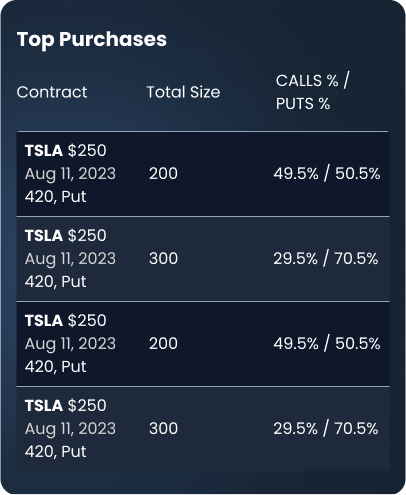 Top Purchases
Contract Total Size CALLS % /
PUTS %
TSLA $250
Aug 11, 2023 200 49.5% / 50.5%
420, Put
TSLA $250
Aug 11, 2023 300 29.5% / 70.5%
420, Put
TSLA $250
Aug 11, 2023 200 49.5% / 50.5%
420, Put
TSLA $250
Aug 11, 2023 300 29.5% / 70.5%
420, Put